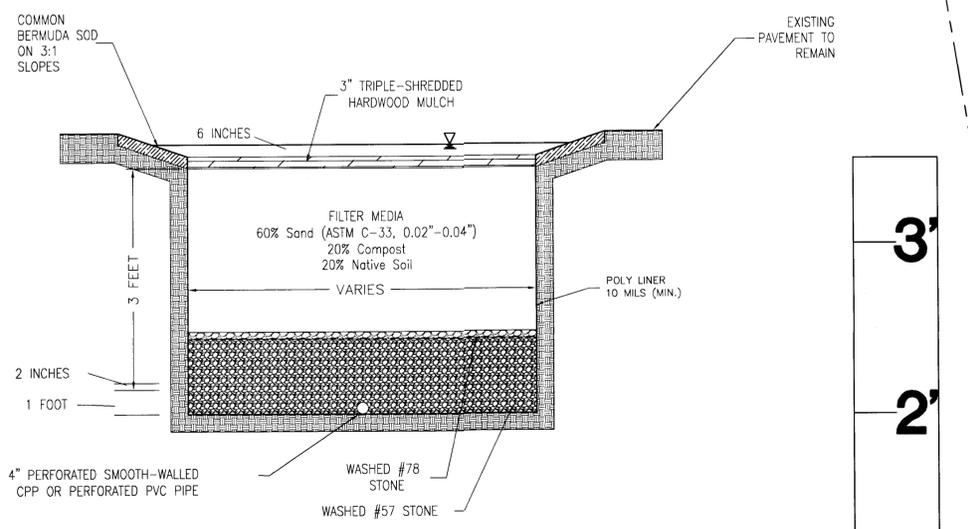 COMMON
BERMUDA SOD
ON 3:1
SLOPES
EXISTING
PAVEMENT TO
REMAIN
3" TRIPLE-SHREDDED
HARDWOOD MULCH
6 INCHES
FILTER MEDIA
60% Sand (ASTM C-33, 0.02"-0.04")
20% Compost
20% Native Soil
VARIES
3 FEET
POLY LINER
10 MILS (MIN.)
2 INCHES
1 FOOT
4" PERFORATED SMOOTH-WALLED
CPP OR PERFORATED PVC PIPE
WASHED #78
STONE
WASHED #57 STONE
3'
2'